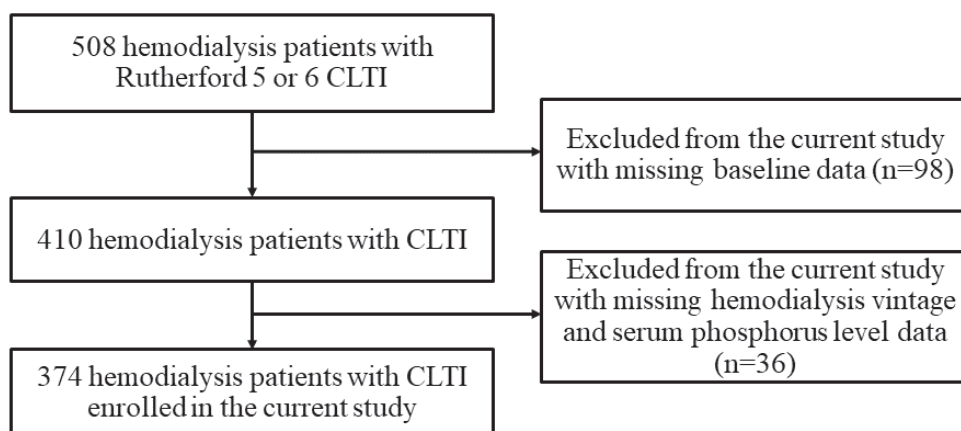 508 hemodialysis patients with
Rutherford 5 or 6 CLTI
Excluded from the current study
with missing baseline data (n=98)
410 hemodialysis patients with CLTI
Excluded from the current study
with missing hemodialysis vintage
and serum phosphorus level data
(n=36)
374 hemodialysis patients with CLTI
enrolled in the current study